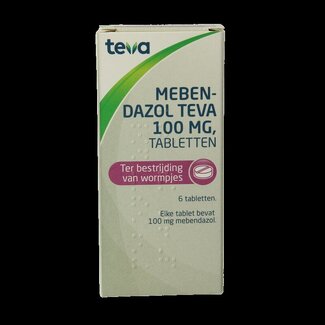 teva
MEBEN-
DAZOL TEVA
100 MG,
TABLETTEN
Ter bestrijding
van wormpjes
6 tabletten.
Elke tablet bevat
100 mg mebendazol.